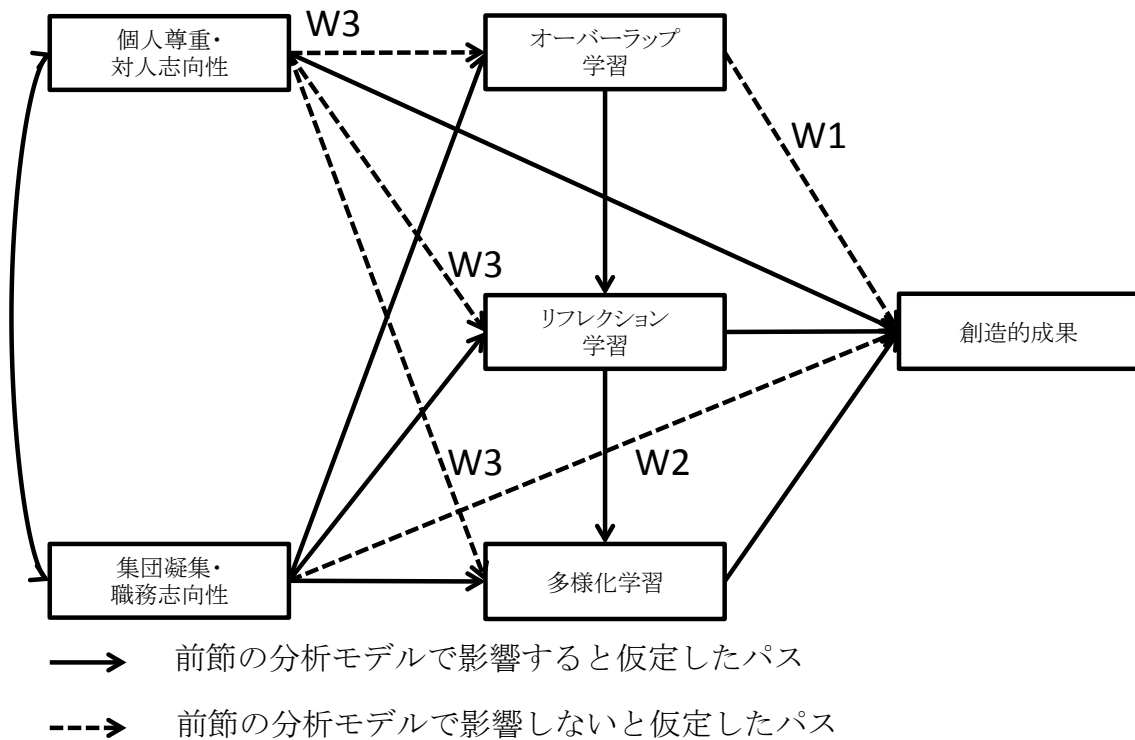 W3
個人尊重・
対人志向性
オーバーラップ
学習
W1
W3
リフレクション
学習
創造的成果
W3
W2
集団凝集・
職務志向性
多様化学習
前節の分析モデルで影響すると仮定したパス
前節の分析モデルで影響しないと仮定したパス